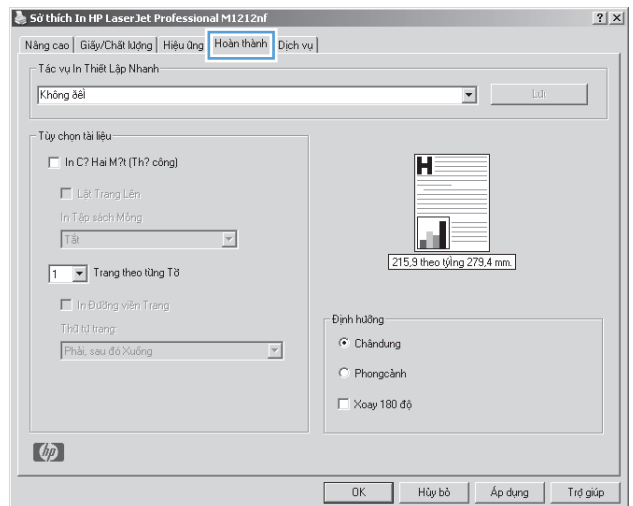 Sở thích In HP LaserJet Professional M1212nf
Nâng cao Giấy/Chất lượng Hiệu ứng Hoàn thành Dịch vụ
Tác vụ In Thiết Lập Nhanh
Không ðềỉ
Lưu
Tùy chọn tài liệu
In C? Hai M?t (Th? công)
Lật Trang Lên
In Tập sách Mỏng
Tắt
1 Trang theo từng Tờ
In Đường viền Trang
Thứ tự trang:
Phải, sau đó Xuống
H
215,9 theo týìng 279,4 mm.
Định hướng
Chândung
Phongcảnh
Xoay 180 độ
hp
OK Hủy bỏ Áp dụng Trợ giúp